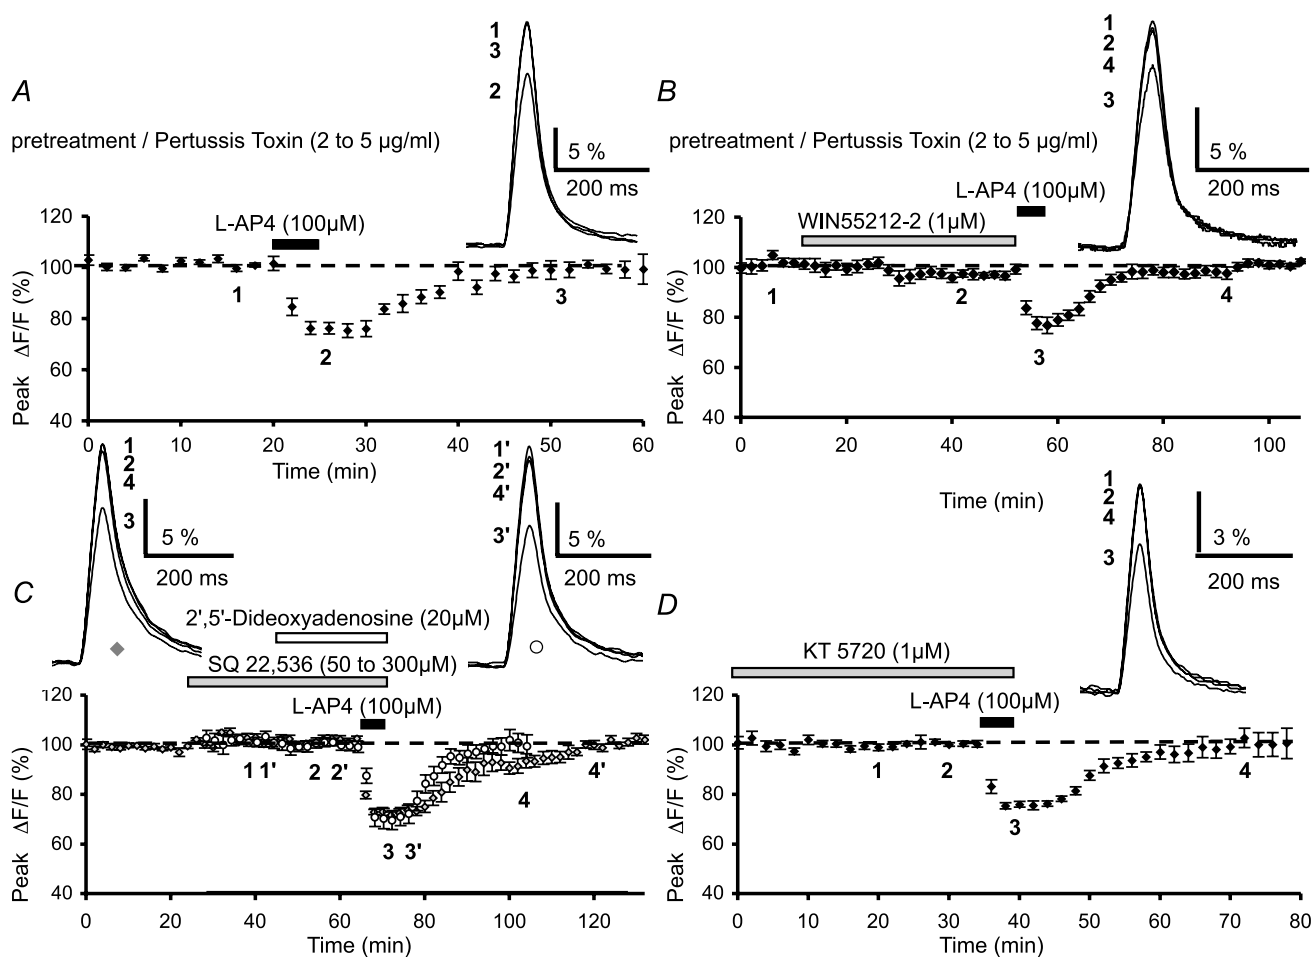 A
1
3
2
pretreatment / Pertussis Toxin (2 to 5 µg/ml)
5 %
200 ms
L-AP4 (100µM)
120
100
80
60
40
Peak ΔF/F (%)
1
2
3
0 10 20 30 40 50 60
Time (min)
B
1
2
4
3
pretreatment / Pertussis Toxin (2 to 5 µg/ml)
5 %
200 ms
L-AP4 (100µM)
WIN55212-2 (1µM)
120
100
80
60
40
Peak ΔF/F (%)
1
2
3
4
0 20 40 60 80 100
Time (min)
C
1
2
4
3
5 %
200 ms
1'
2'
4'
3'
5 %
200 ms
2',5'-Dideoxyadenosine (20µM)
SQ 22,536 (50 to 300µM)
L-AP4 (100µM)
120
100
80
60
40
Peak ΔF/F (%)
1 1' 2 2'
3 3'
4
4'
0 20 40 60 80 100 120
Time (min)
D
1
2
4
3
3 %
200 ms
KT 5720 (1µM)
L-AP4 (100µM)
120
100
80
60
40
Peak ΔF/F (%)
1
2
3
4
0 10 20 30 40 50 60 70 80
Time (min)